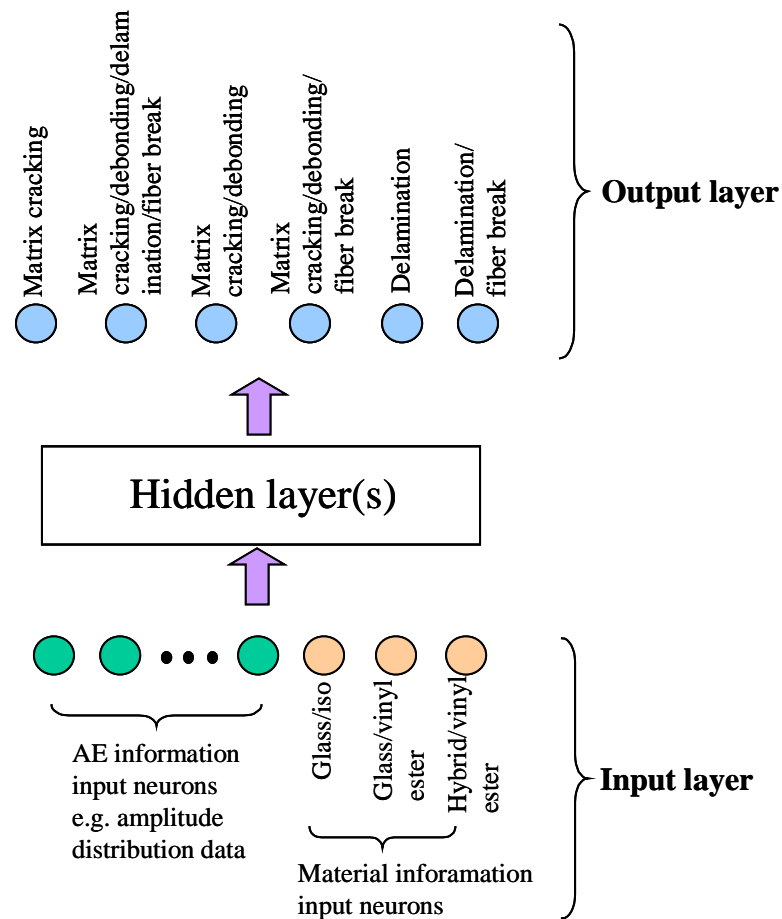 Matrix cracking
Matrix
cracking/debonding/delam
ination/fiber break
Matrix
cracking/debonding
Matrix
cracking/debonding/
fiber break
Delamination
Delamination/
fiber break
Output layer
Hidden layer(s)
Glass/iso
Glass/vinyl
ester
Hybrid/vinyl
ester
AE information
input neurons
e.g. amplitude
distribution data
Input layer
Material inforamation
input neurons